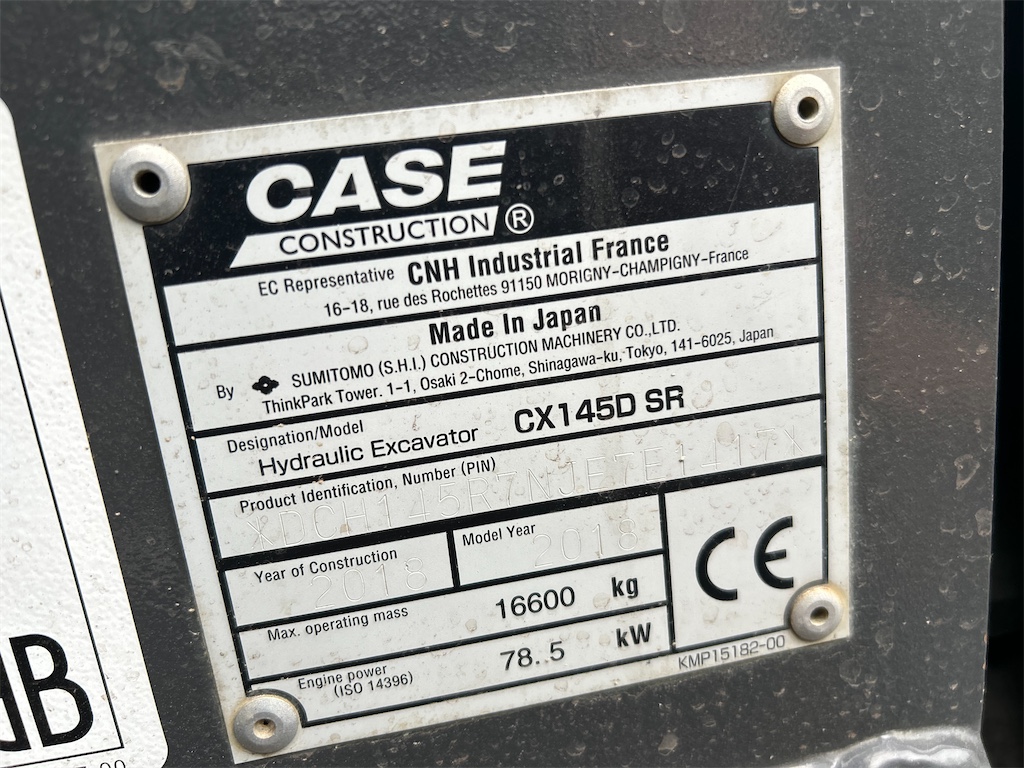 CASE
CONSTRUCTION ®
EC Representative CNH Industrial France
16-18, rue des Rochettes 91150 MORIGNY-CHAMPIGNY-France
Made In Japan
By SUMITOMO (S.H.I.) CONSTRUCTION MACHINERY CO.,LTD.
ThinkPark Tower. 1-1, Osaki 2-Chome, Shinagawa-ku, Tokyo, 141-6025, Japan
Designation/Model
Hydraulic Excavator CX145D SR
Product Identification, Number (PIN)
XDCH145R7NJE7E1417X
Year of Construction
2018
Model Year
2018
Max. operating mass 16600 kg
Engine power
(ISO 14396)
78..5 kW
CE
KMP15182-00
dB